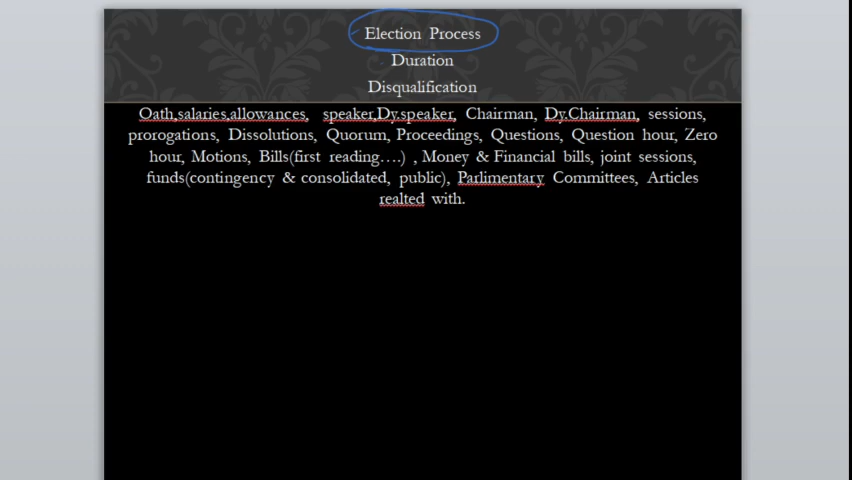 Election Process
Duration
Disqualification
Oath,salaries,allowances, speaker,Dy.speaker, Chairman, Dy.Chairman, sessions,
prorogations, Dissolutions, Quorum, Proceedings, Questions, Question hour, Zero
hour, Motions, Bills(first reading….) , Money & Financial bills, joint sessions,
funds(contingency & consolidated, public), Parlimentary Committees, Articles
realted with.